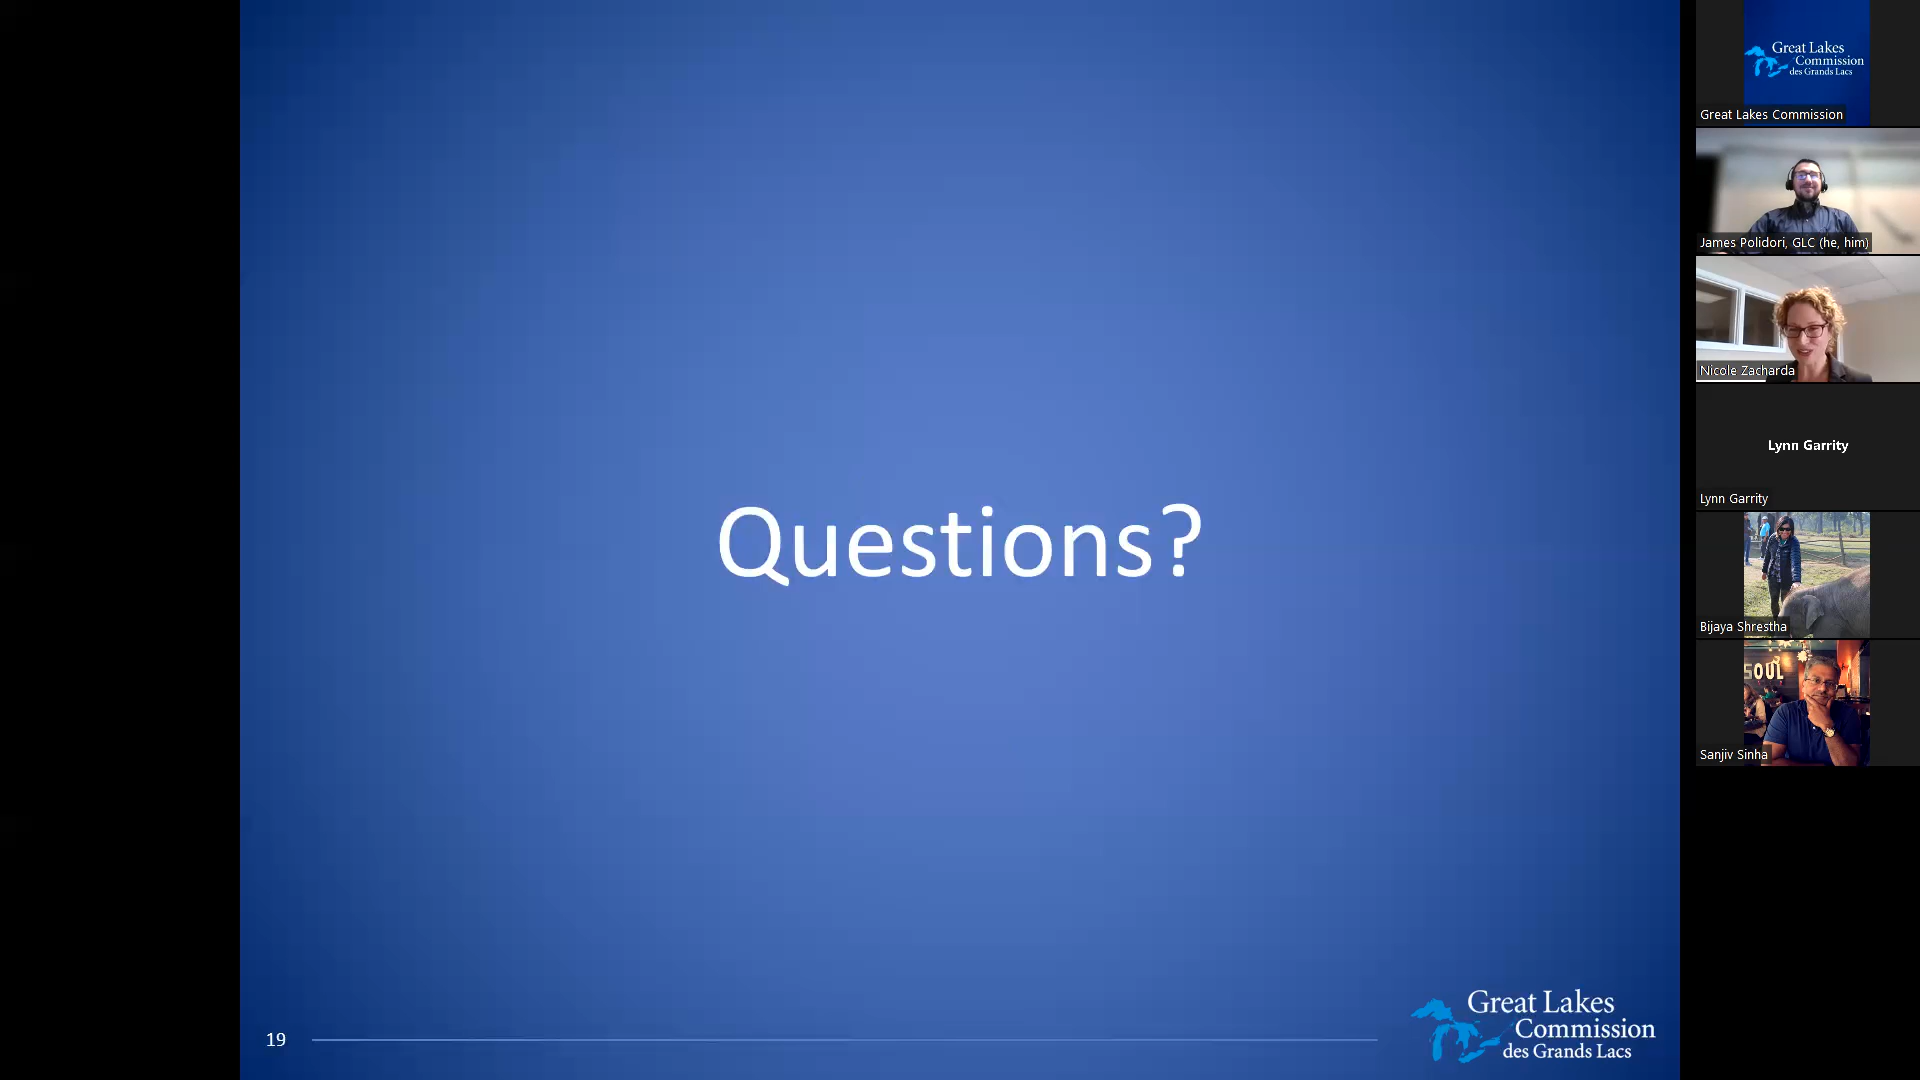 Questions?
19
Great Lakes
Commission
des Grands Lacs
Great Lakes
Commission
des Grands Lacs
Great Lakes Commission
James Polidori, GLC (he, him)
Nicole Zacharda
Lynn Garrity
Lynn Garrity
Bijaya Shrestha
SOUL
Sanjiv Sinha